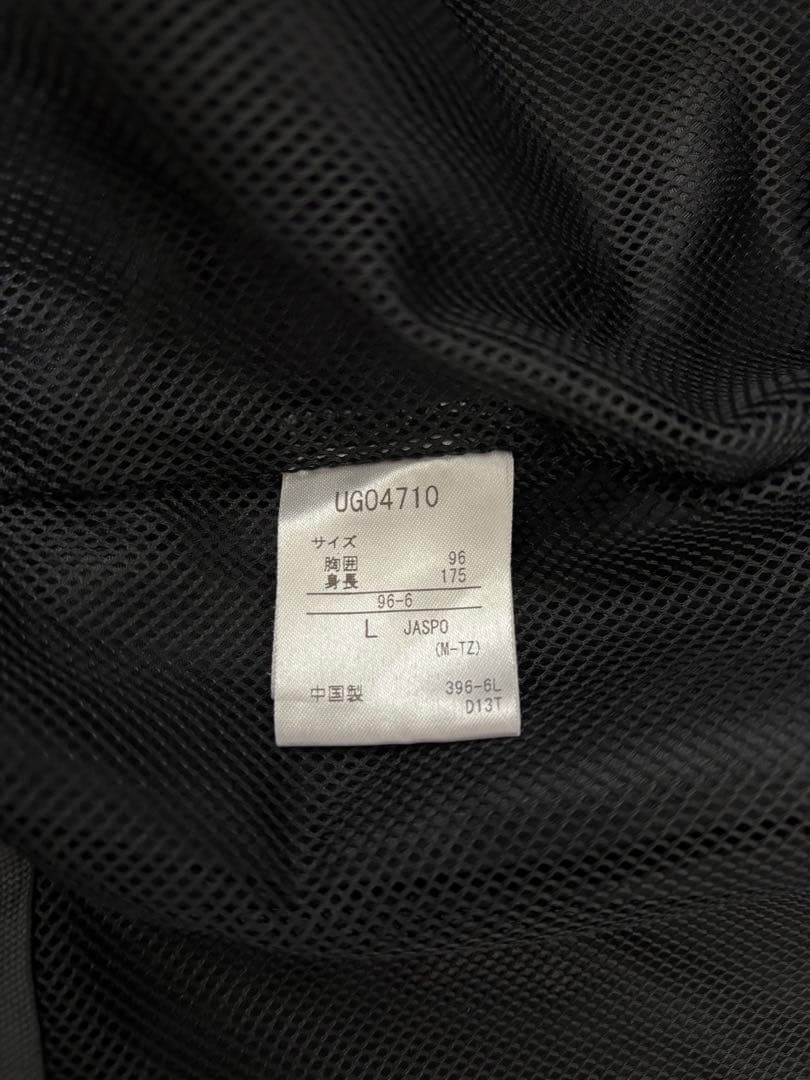 UG04710
サイズ
胸囲 96
身長 175
96-6
L JASPO
(M-TZ)
中国製 396-6L
D13T